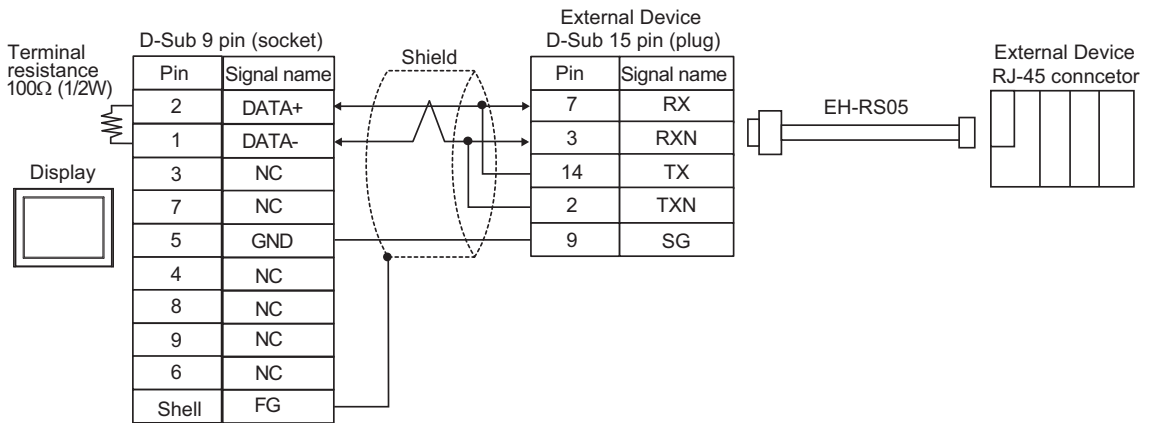 External Device
D-Sub 9 pin (socket)
D-Sub 15 pin (plug)
Terminal
resistance
100Ω (1/2W)
Shield
External Device
RJ-45 conncetor
Pin Signal name
2 DATA+
1 DATA-
3 NC
7 NC
5 GND
4 NC
8 NC
9 NC
6 NC
Shell FG
Pin Signal name
7 RX
3 RXN
14 TX
2 TXN
9 SG
EH-RS05
Display